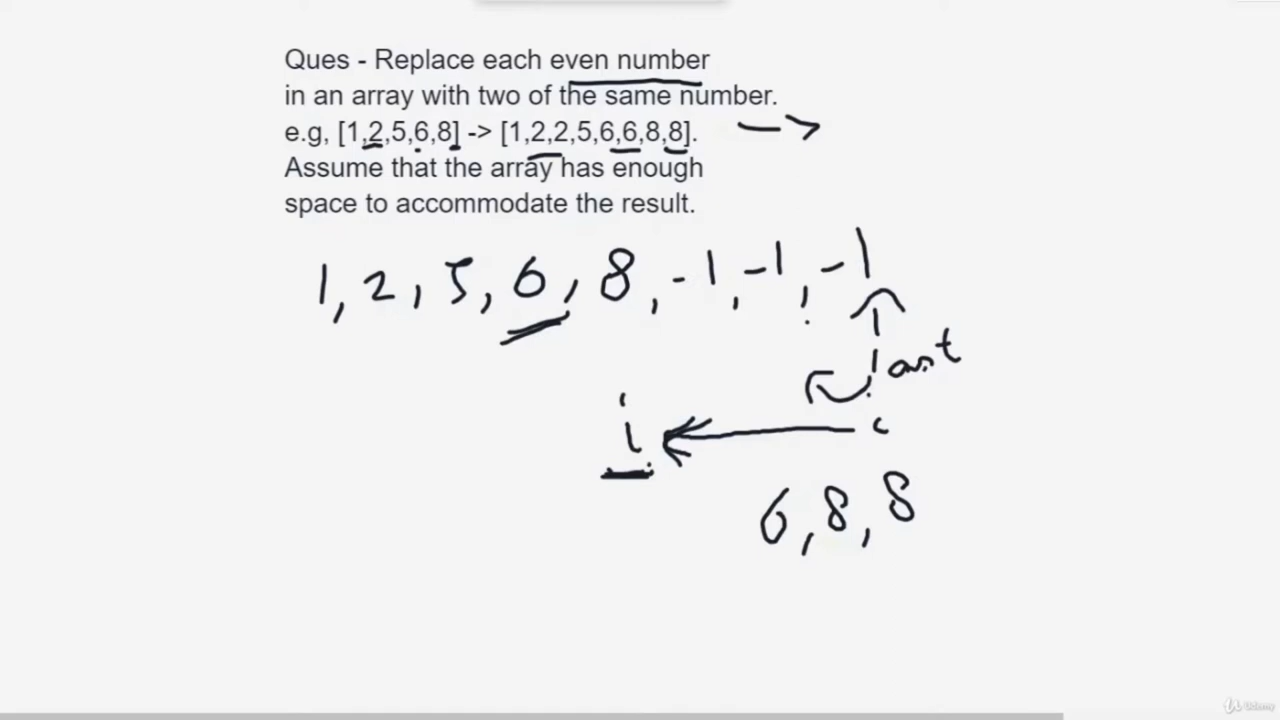 Ques - Replace each even number
in an array with two of the same number.
e.g, [1,2,5,6,8] -> [1,2,2,5,6,6,8,8].
Assume that the array has enough
space to accommodate the result.
1, 2, 5, 6, 8, -1, -1, -1
last
i
6, 8, 8
Udemy